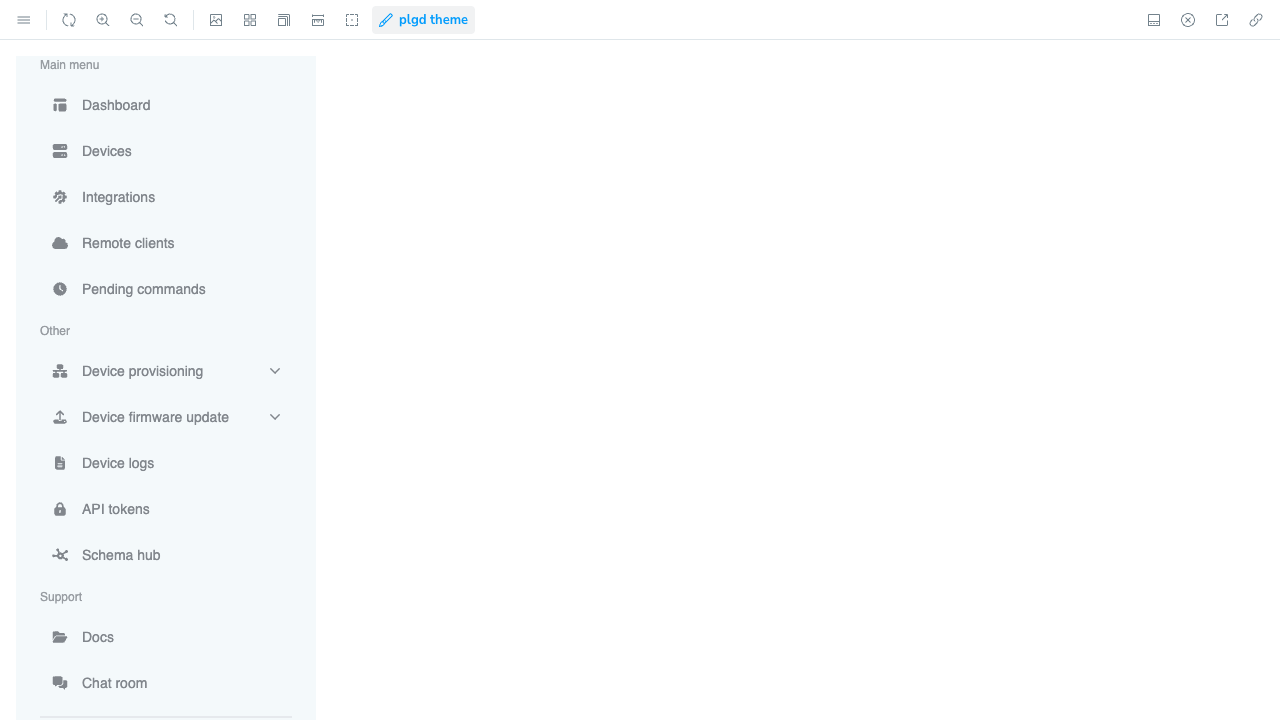 plgd theme
Main menu
Dashboard
Devices
Integrations
Remote clients
Pending commands
Other
Device provisioning
Device firmware update
Device logs
API tokens
Schema hub
Support
Docs
Chat room